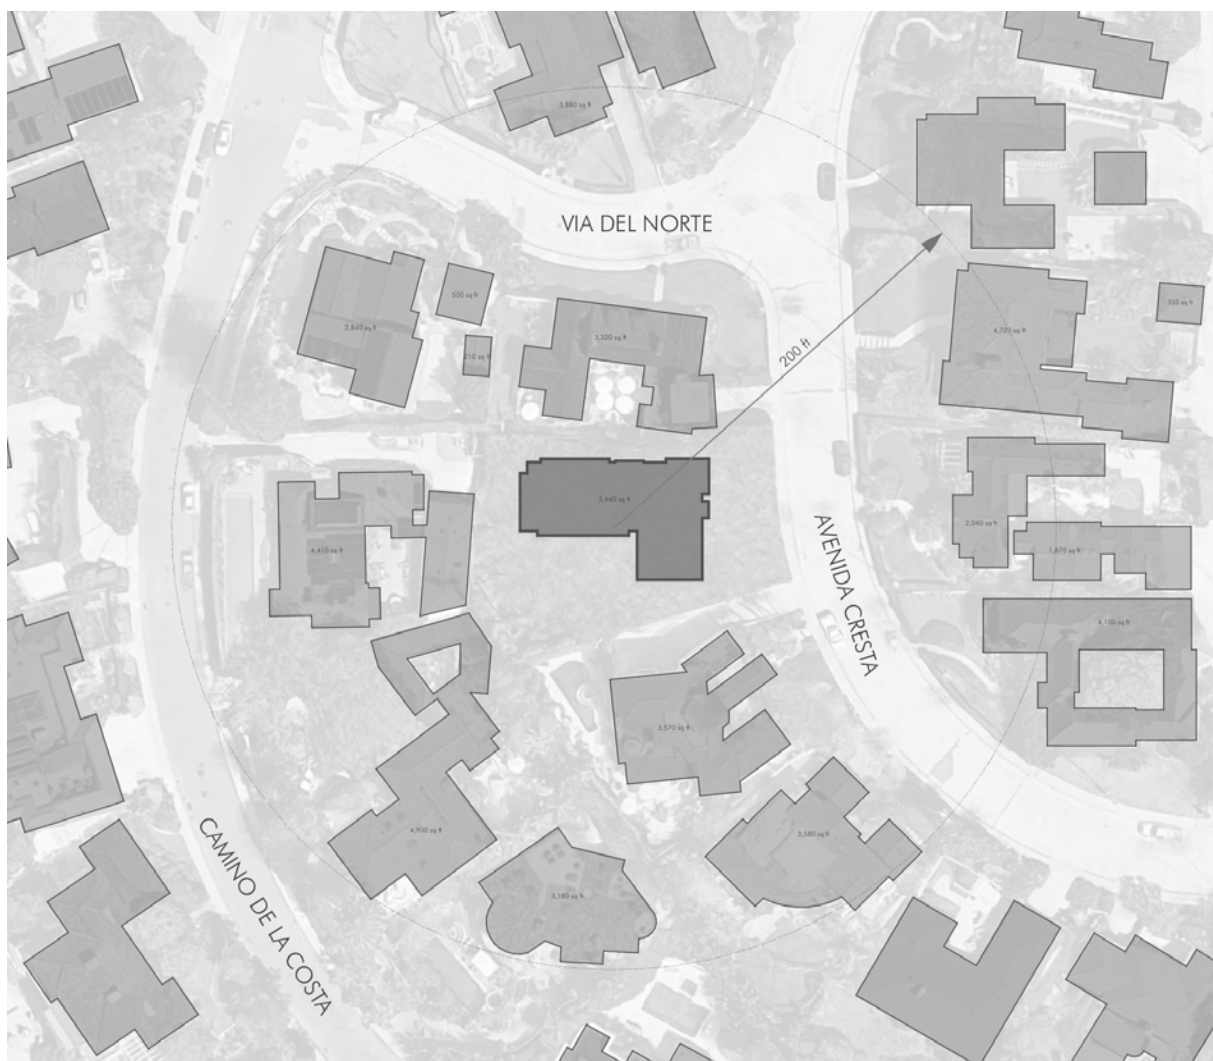 3,880 sq ft
VIA DEL NORTE
500 sq ft
2,840 sq ft
210 sq ft
3,320 sq ft
200 ft
4,720 sq ft
350 sq ft
3,440 sq ft
4,410 sq ft
2,040 sq ft
1,870 sq ft
AVENIDA CRESTA
4,100 sq ft
3,570 sq ft
4,900 sq ft
3,580 sq ft
3,180 sq ft
CAMINO DE LA COSTA